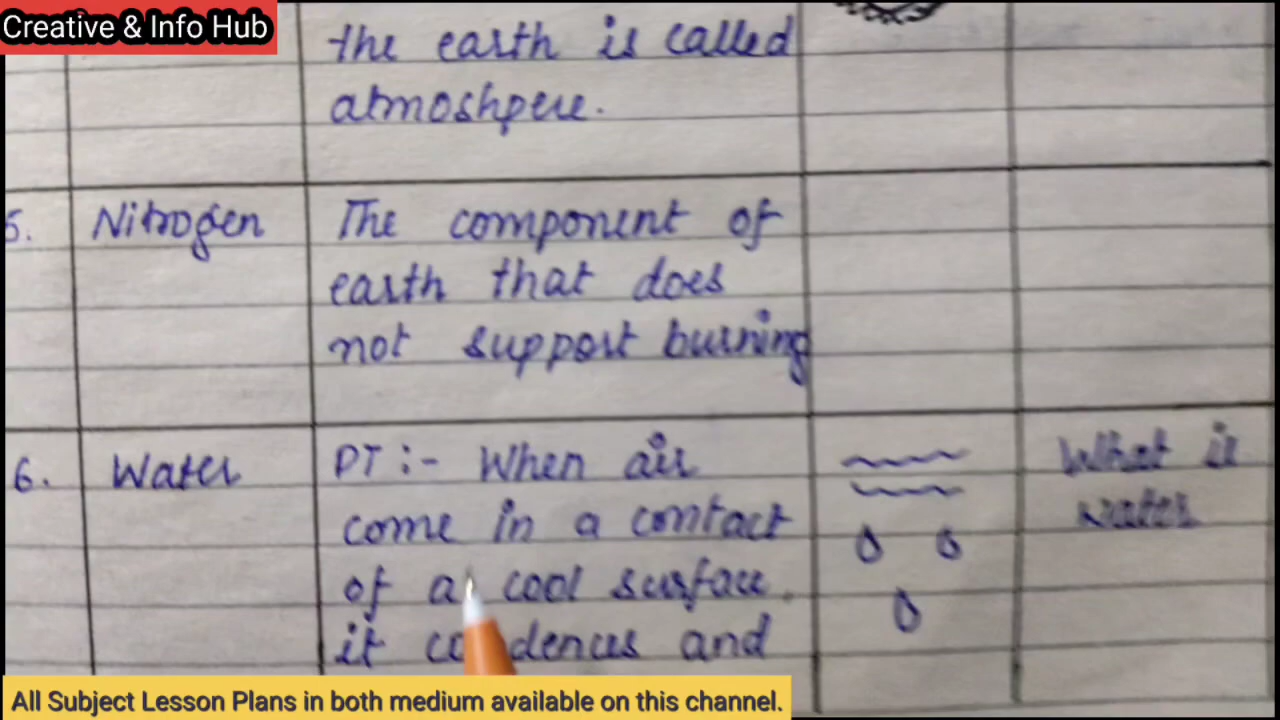 Creative & Info Hub
the earth is called
atmoshpere.
5. Nitrogen The component of
earth that does
not support burning
6. Water PT :- When air What is
come in a contact water
of a cool surface.
it condences and
All Subject Lesson Plans in both medium available on this channel.